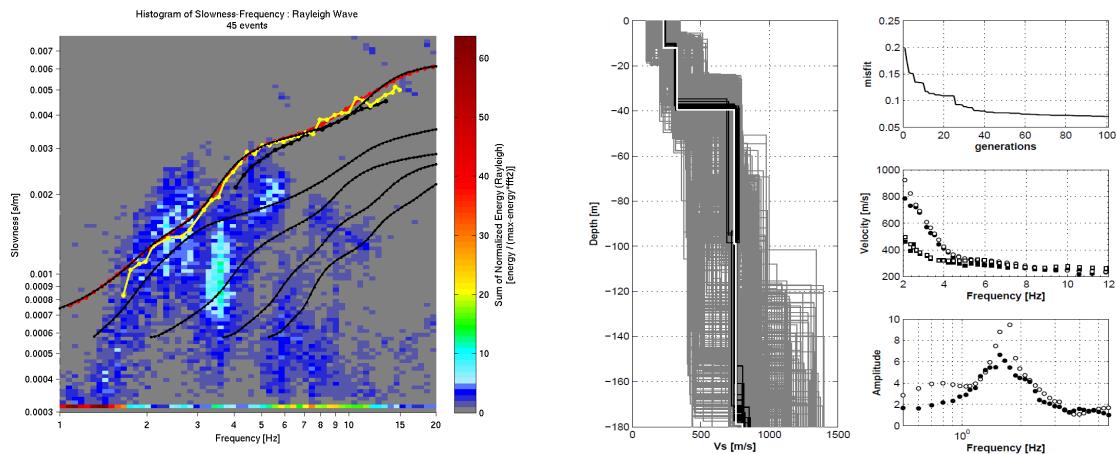 Histogram of Slowness-Frequency : Rayleigh Wave
45 events
Slowness [s/m]
0.007
0.006
0.005
0.004
0.003
0.002
0.001
0.0009
0.0008
0.0007
0.0006
0.0005
0.0004
0.0003
1 2 3 4 5 6 7 8 9 10 20
Frequency [Hz]
60
50
40
30
20
10
0
Sum of Normalized Energy (Rayleigh)
[energy / (max-energy*fft2)]
Depth [m]
0
−20
−40
−60
−80
−100
−120
−140
−160
−180
0 500 1000 1500
Vs [m/s]
misfit
0.25
0.2
0.15
0.1
0.05
0 20 40 60 80 100
generations
Velocity [m/s]
1000
800
600
400
200
2 4 6 8 10 12
Frequency [Hz]
Amplitude
10
8
6
4
2
0
10⁰
Frequency [Hz]